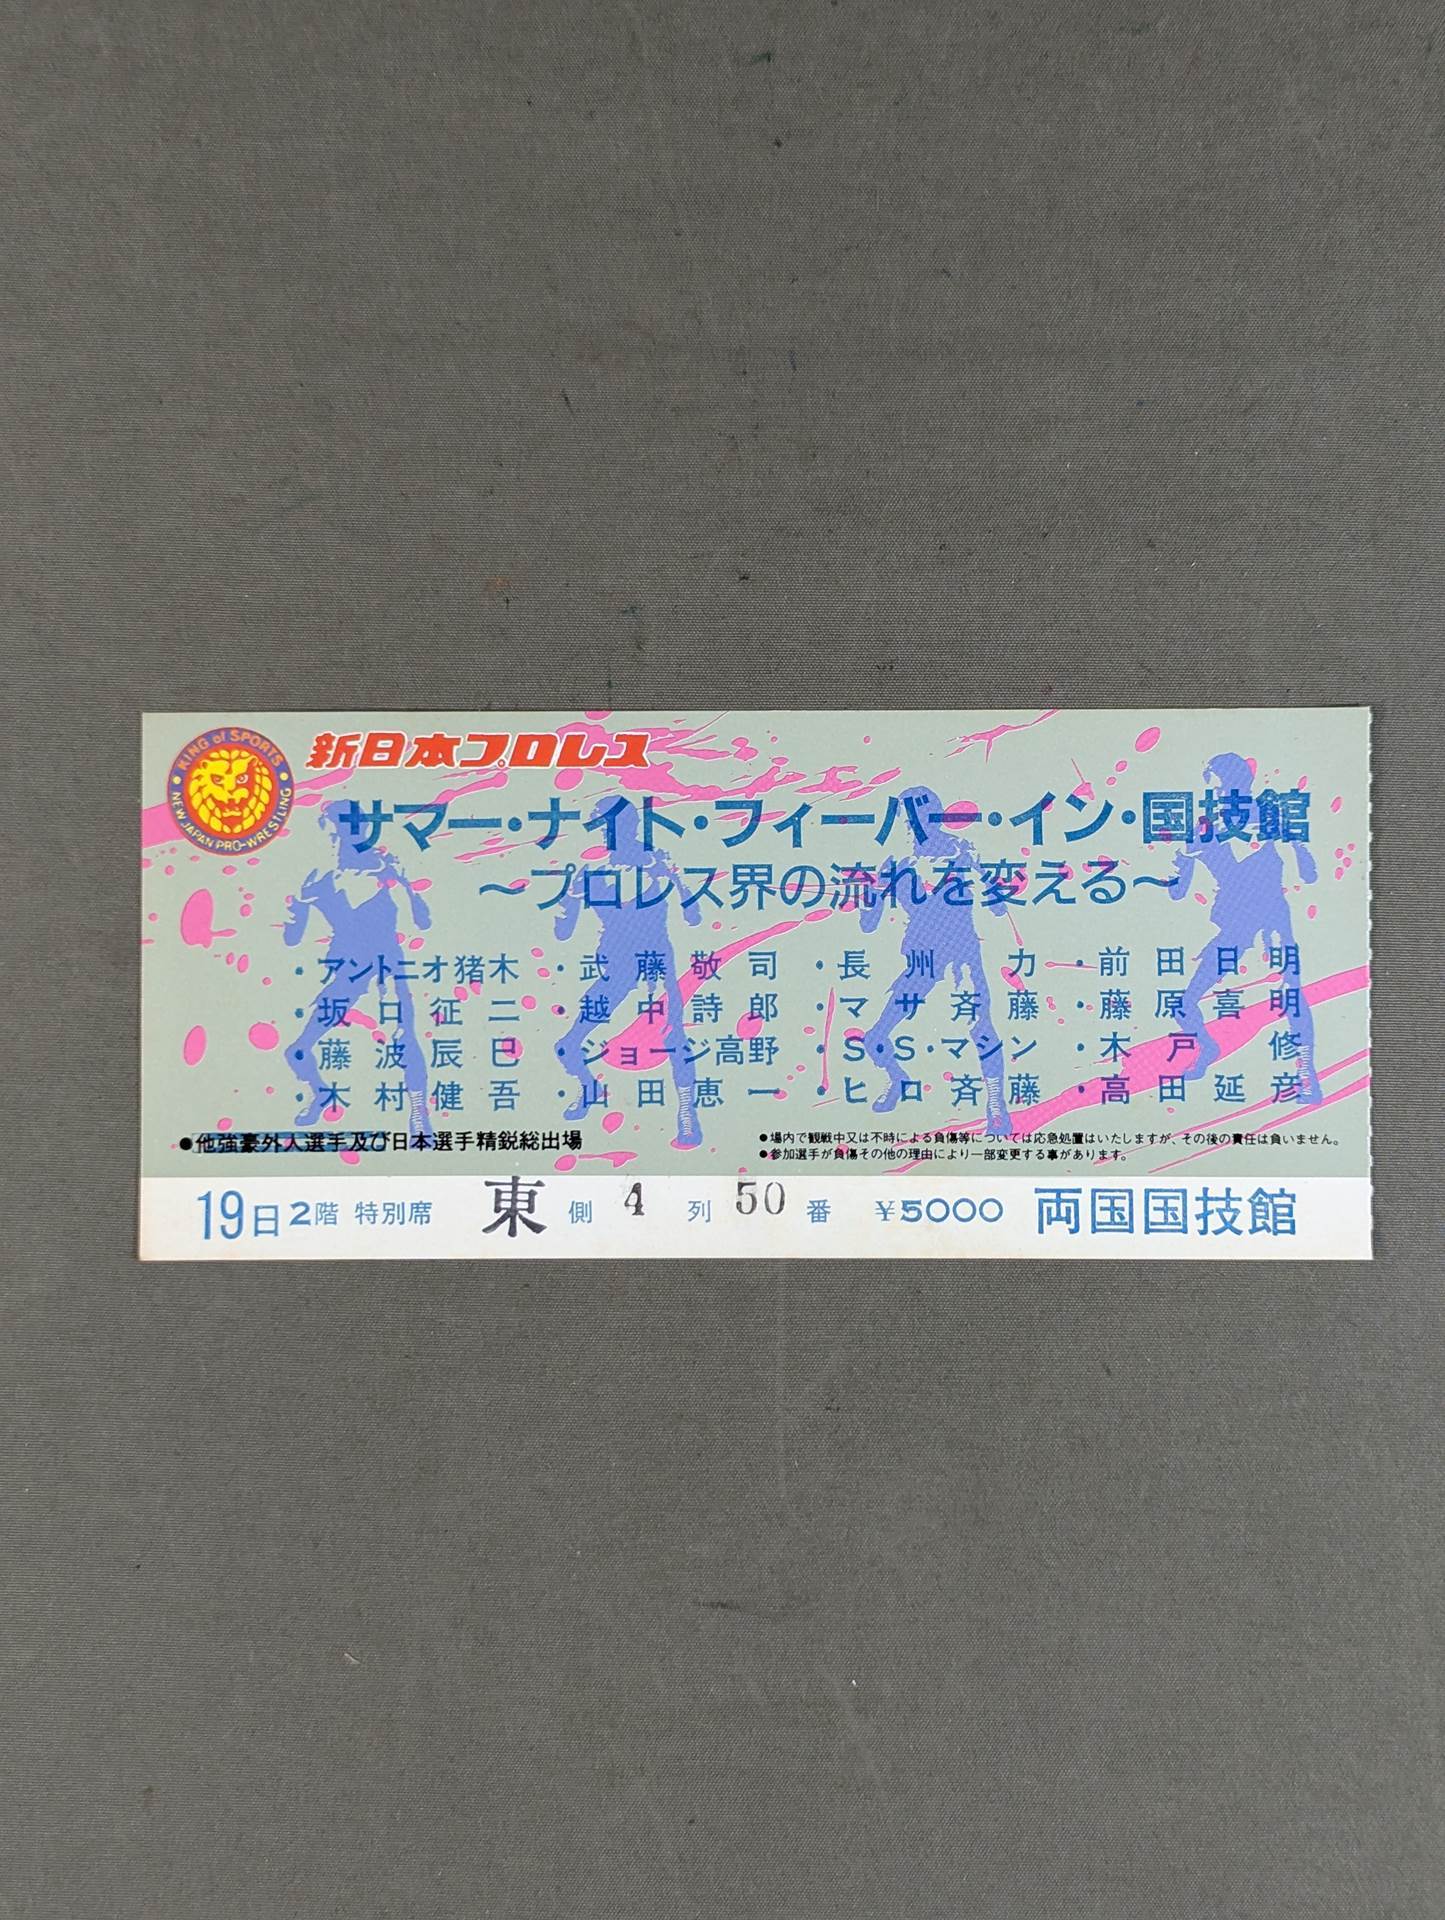 KING of SPORTS
NEW JAPAN PRO-WRESTLING
新日本プロレス
サマー・ナイト・フィーバー・イン・国技館
〜プロレス界の流れを変える〜
・アントニオ猪木 ・武藤敬司 ・長州 力 ・前田日明
・坂口征二 ・越中詩郎 ・マサ斉藤 ・藤原喜明
・藤波辰巳 ・ジョージ高野 ・S・S・マシン ・木戸 修
・木村健吾 ・山田恵一 ・ヒロ斉藤 ・高田延彦
●他強豪外人選手及び日本選手精鋭総出場
●場内で観戦中又は不時による負傷等については応急処置はいたしますが、その後の責任は負いません。
●参加選手が負傷その他の理由により一部変更する事があります。
19日 2階 特別席 東 側 4 列 50 番 ¥5000 両国国技館